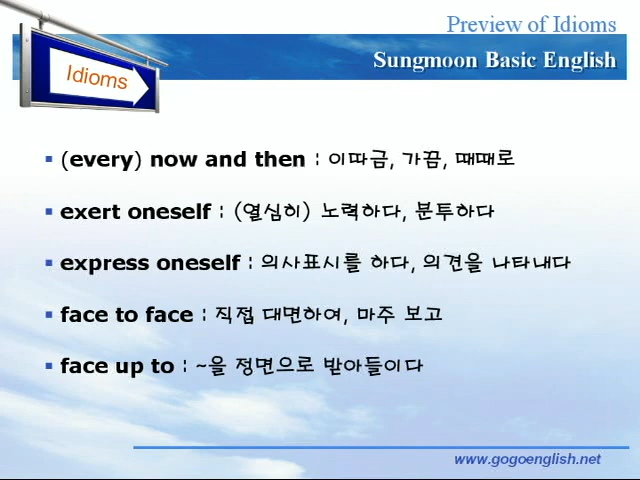 Preview of Idioms
Sungmoon Basic English
Idioms
(every) now and then : 이따금, 가끔, 때때로
exert oneself : (열심히) 노력하다, 분투하다
express oneself : 의사표시를 하다, 의견을 나타내다
face to face : 직접 대면하여, 마주 보고
face up to : ~을 정면으로 받아들이다
www.gogoenglish.net